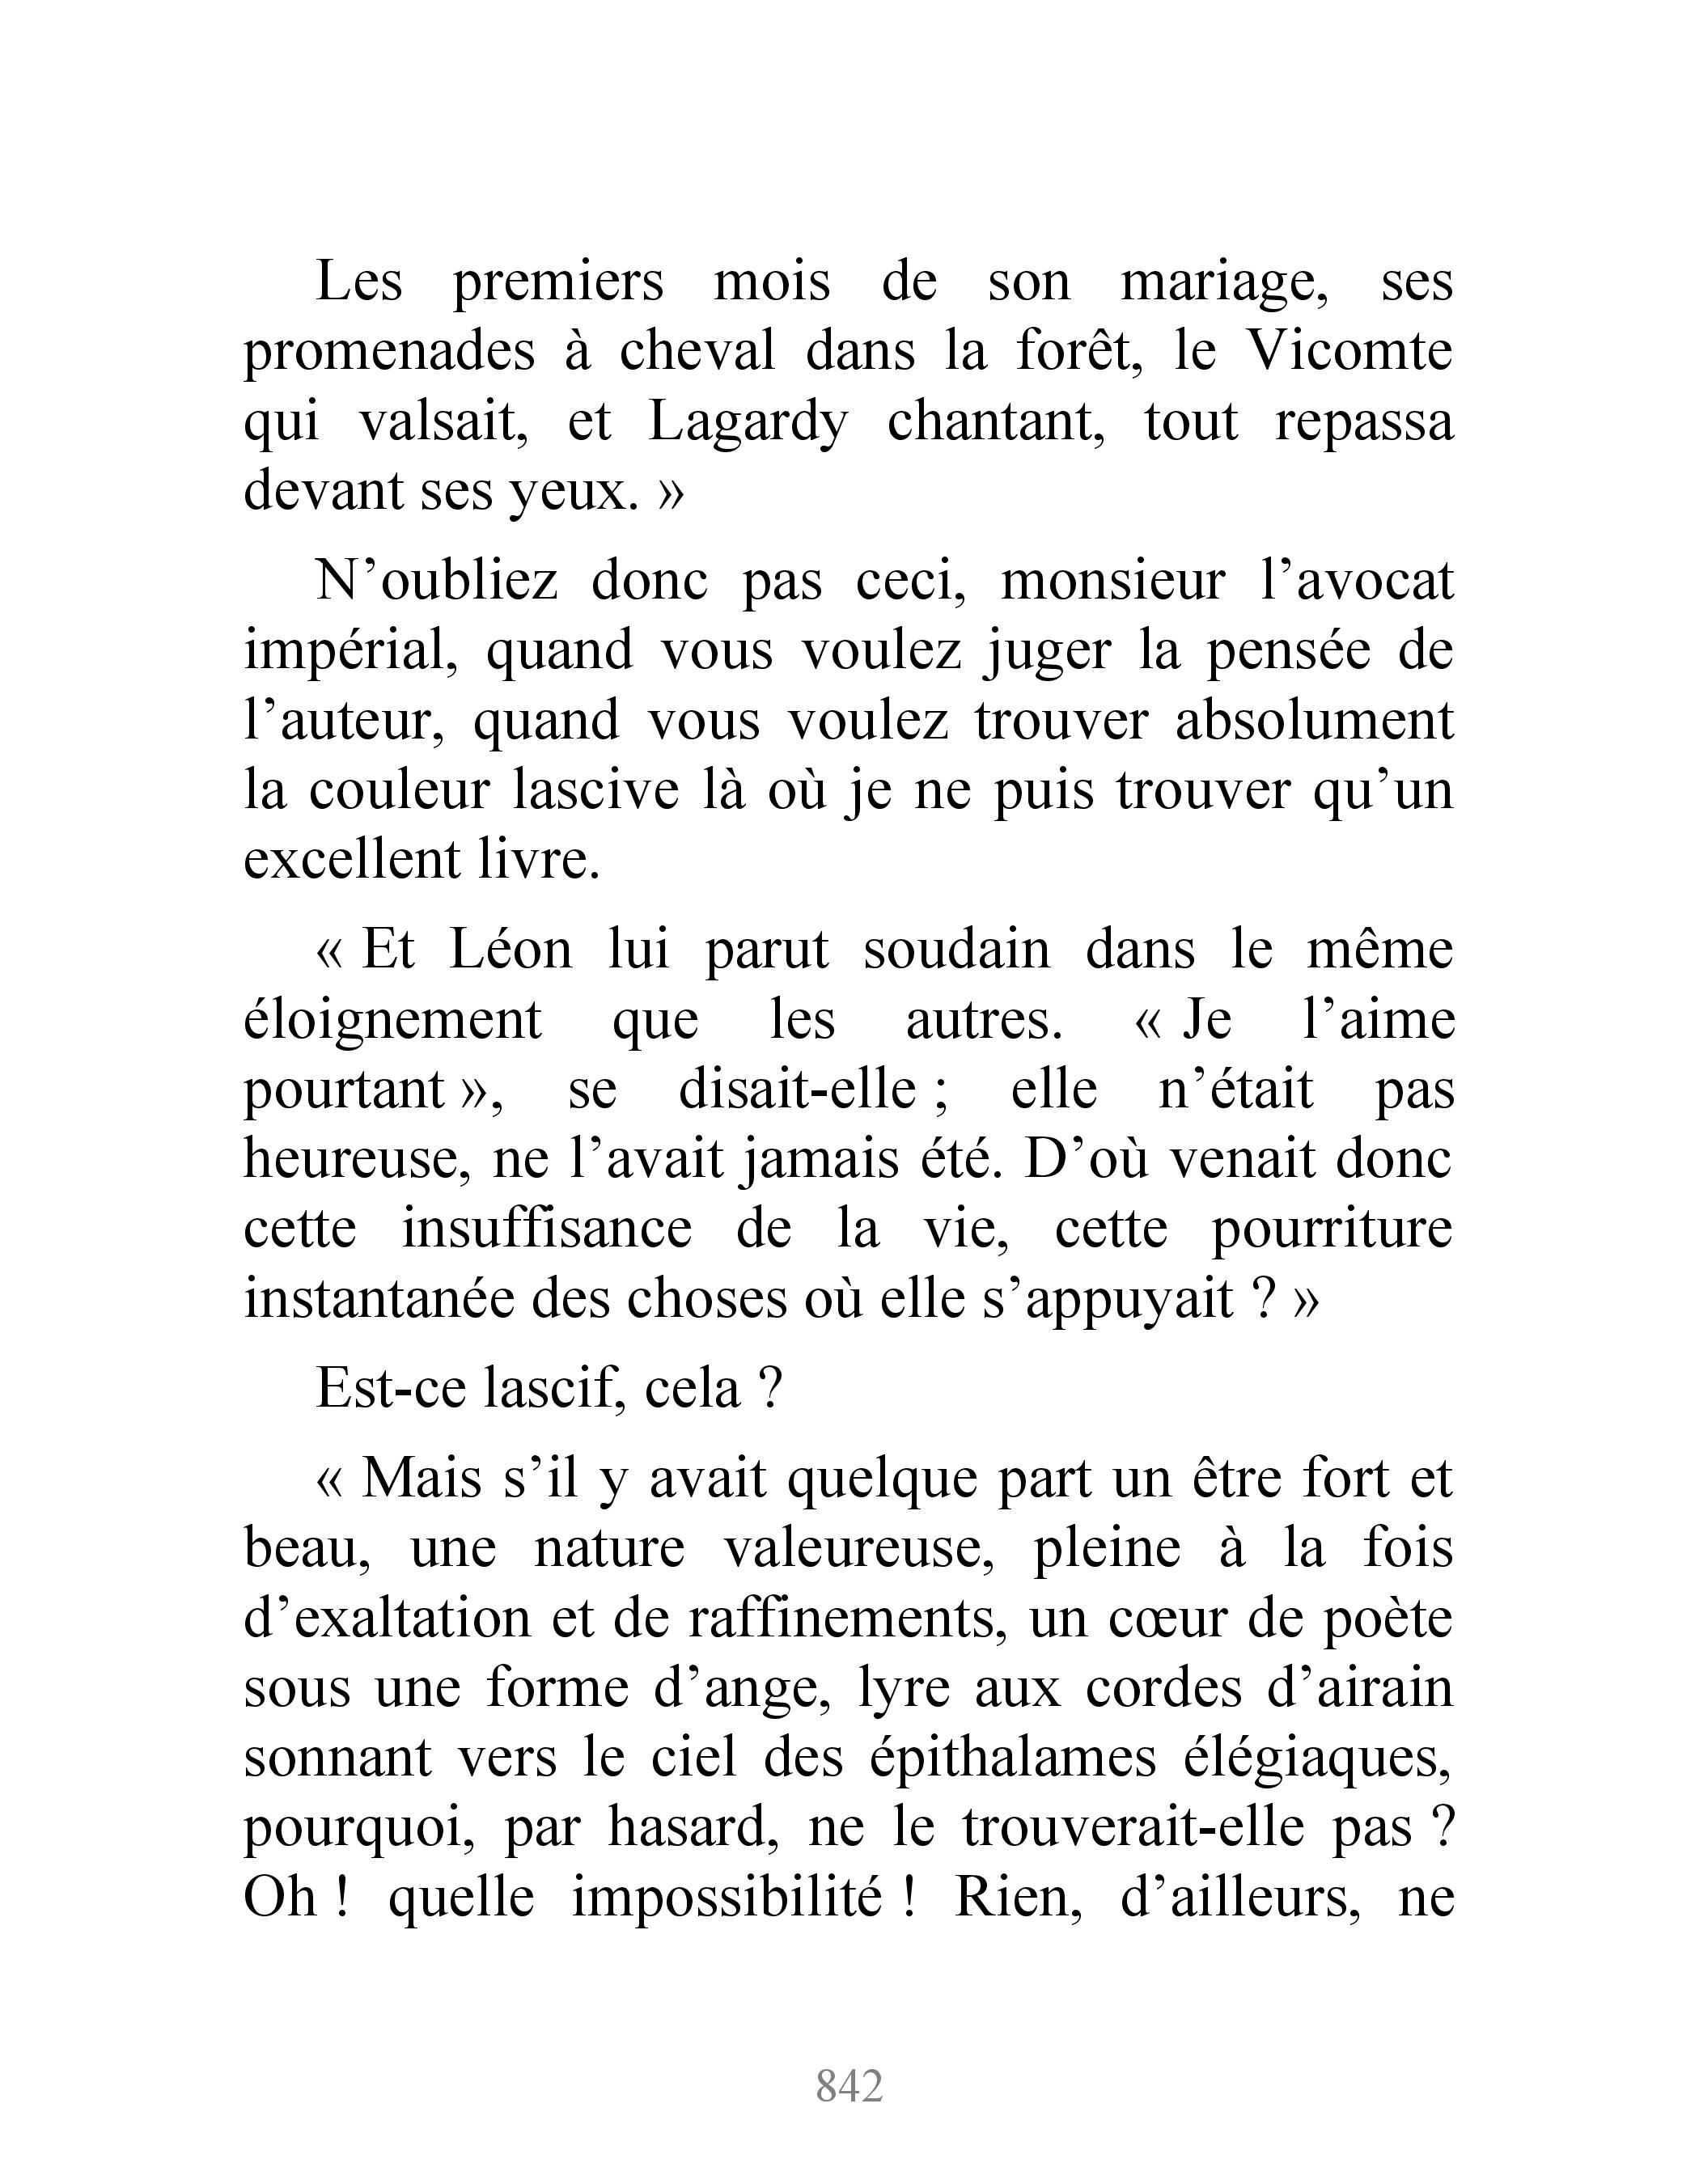 Les premiers mois de son mariage, ses
promenades à cheval dans la forêt, le Vicomte
qui valsait, et Lagardy chantant, tout repassa
devant ses yeux. »
N’oubliez donc pas ceci, monsieur l’avocat
impérial, quand vous voulez juger la pensée de
l’auteur, quand vous voulez trouver absolument
la couleur lascive là où je ne puis trouver qu’un
excellent livre.
« Et Léon lui parut soudain dans le même
éloignement que les autres. « Je l’aime
pourtant », se disait-elle ; elle n’était pas
heureuse, ne l’avait jamais été. D’où venait donc
cette insuffisance de la vie, cette pourriture
instantanée des choses où elle s’appuyait ? »
Est-ce lascif, cela ?
« Mais s’il y avait quelque part un être fort et
beau, une nature valeureuse, pleine à la fois
d’exaltation et de raffinements, un cœur de poète
sous une forme d’ange, lyre aux cordes d’airain
sonnant vers le ciel des épithalames élégiaques,
pourquoi, par hasard, ne le trouverait-elle pas ?
Oh ! quelle impossibilité ! Rien, d’ailleurs, ne
842